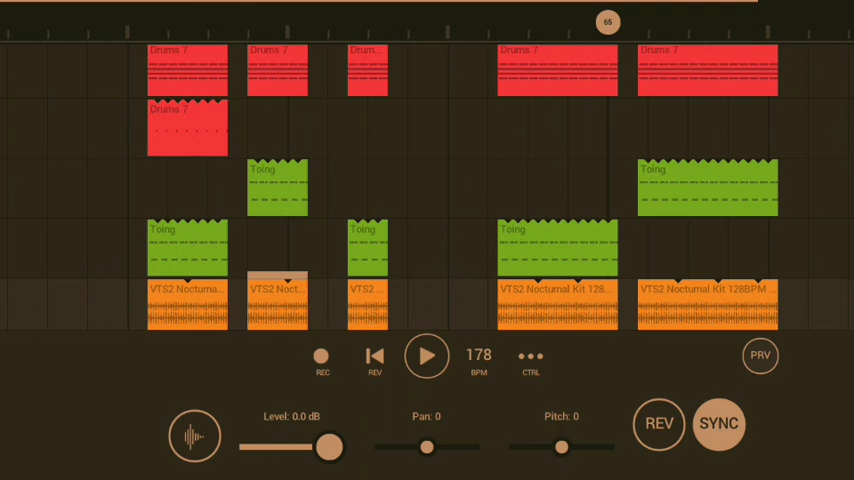 65
Drums 7
Drums 7
Drum...
Drums 7
Drums 7
Drums 7
Toing
Toing
Toing
Toing
Toing
VTS2 Nocturna...
VTS2 Noct...
VTS2 ...
VTS2 Nocturnal Kit 128...
VTS2 Nocturnal Kit 128BPM ...
REC
REV
178
BPM
CTRL
PRV
Level: 0.0 dB
Pan: 0
Pitch: 0
REV
SYNC